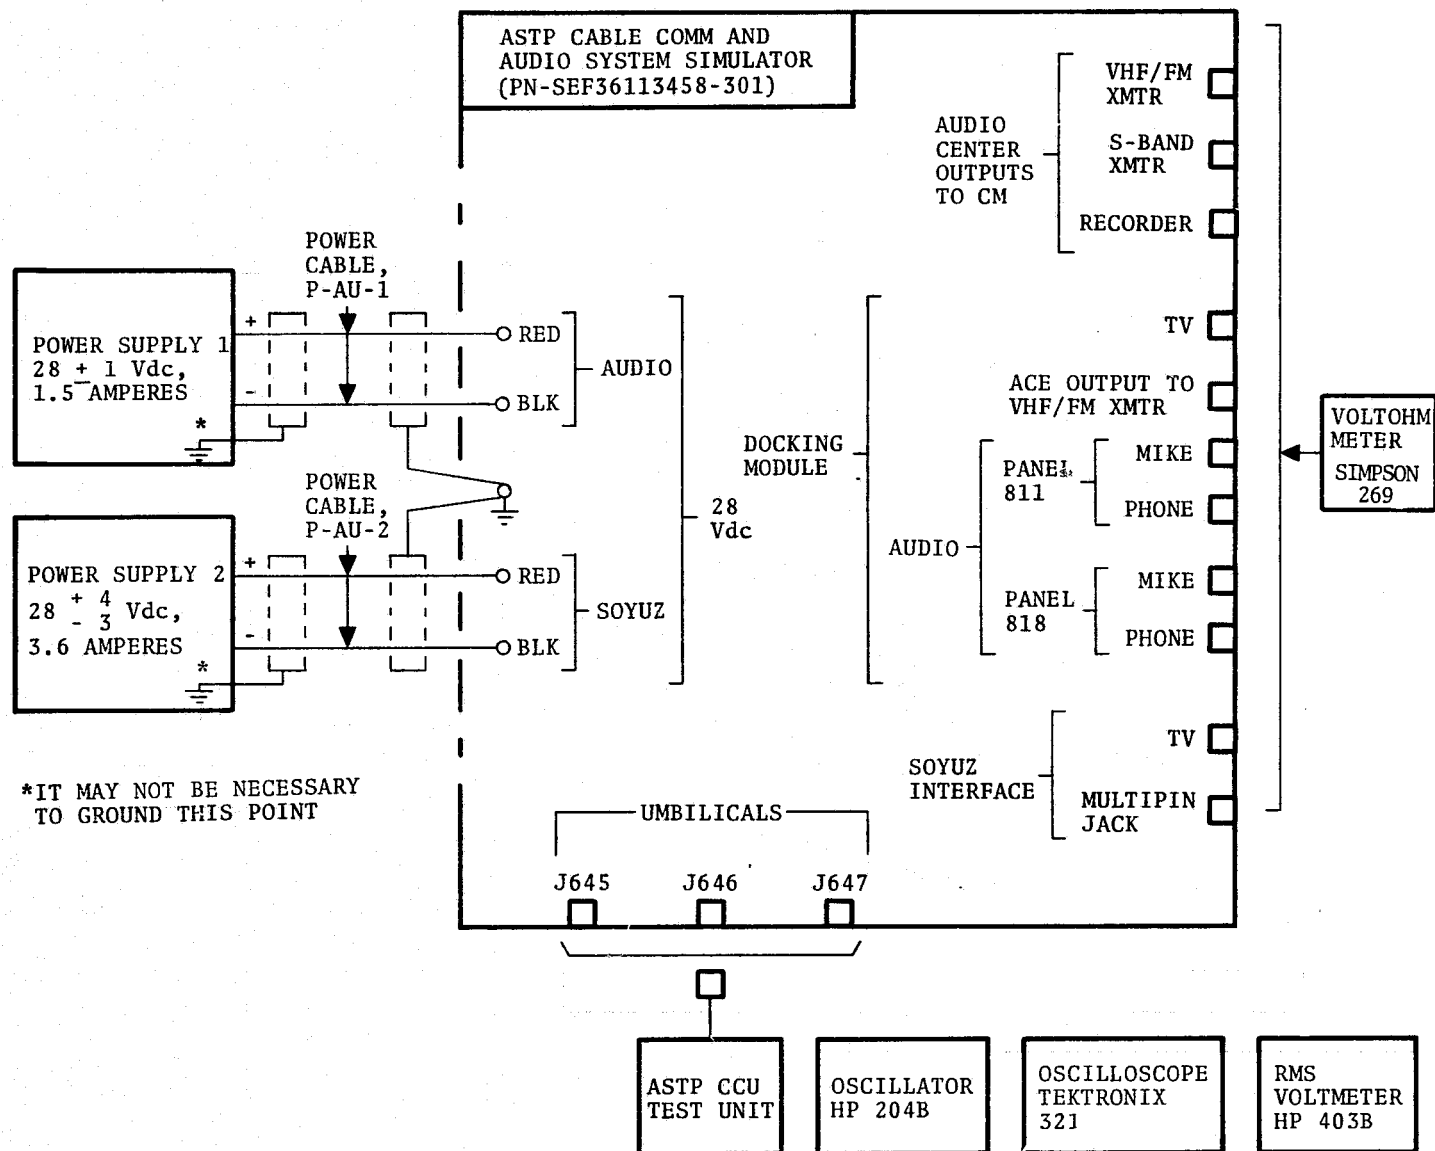 ASTP CABLE COMM AND
AUDIO SYSTEM SIMULATOR
(PN-SEF36113458-301)
AUDIO
CENTER
OUTPUTS
TO CM
VHF/FM
XMTR
S-BAND
XMTR
RECORDER
POWER
CABLE,
P-AU-1
POWER SUPPLY 1
28 ± 1 Vdc,
1.5 AMPERES
+
-
*
RED
BLK
AUDIO
POWER
CABLE,
P-AU-2
POWER SUPPLY 2
28 + 4 - 3 Vdc,
3.6 AMPERES
+
-
*
RED
BLK
SOYUZ
28
Vdc
DOCKING
MODULE
TV
ACE OUTPUT TO
VHF/FM XMTR
AUDIO
PANEL
811
MIKE
PHONE
PANEL
818
MIKE
PHONE
VOLTOHM
METER
SIMPSON
269
SOYUZ
INTERFACE
TV
MULTIPIN
JACK
*IT MAY NOT BE NECESSARY
TO GROUND THIS POINT
UMBILICALS
J645
J646
J647
ASTP CCU
TEST UNIT
OSCILLATOR
HP 204B
OSCILLOSCOPE
TEKTRONIX
321
RMS
VOLTMETER
HP 403B